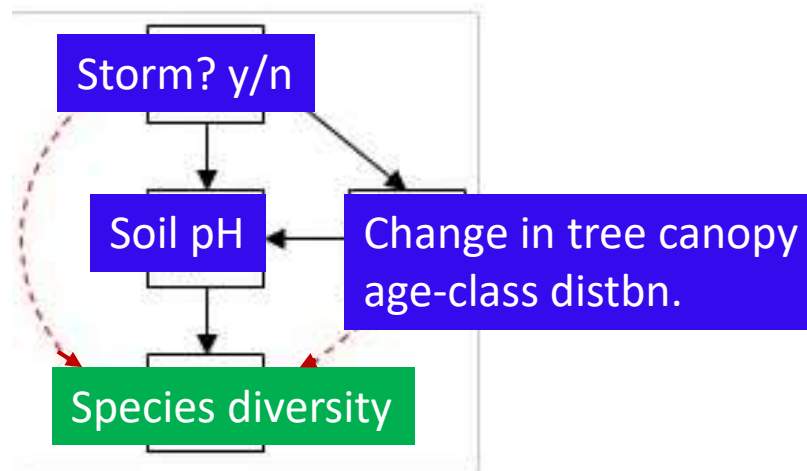 Storm? y/n
Soil pH
Change in tree canopy
age-class distbn.
Species diversity